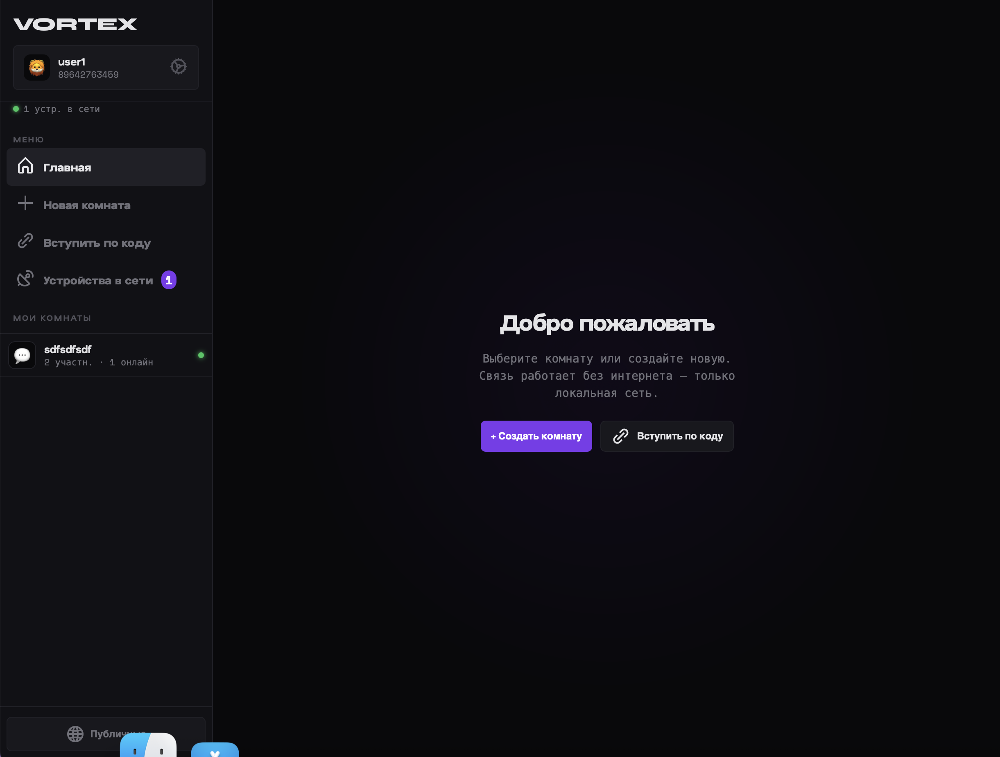 VORTEX
user1
89642763459
1 устр. в сети
МЕНЮ
Главная
Новая комната
Вступить по коду
Устройства в сети 1
МОИ КОМНАТЫ
sdfsdfsdf
2 участн. · 1 онлайн
Добро пожаловать
Выберите комнату или создайте новую.
Связь работает без интернета — только
локальная сеть.
+ Создать комнату
Вступить по коду